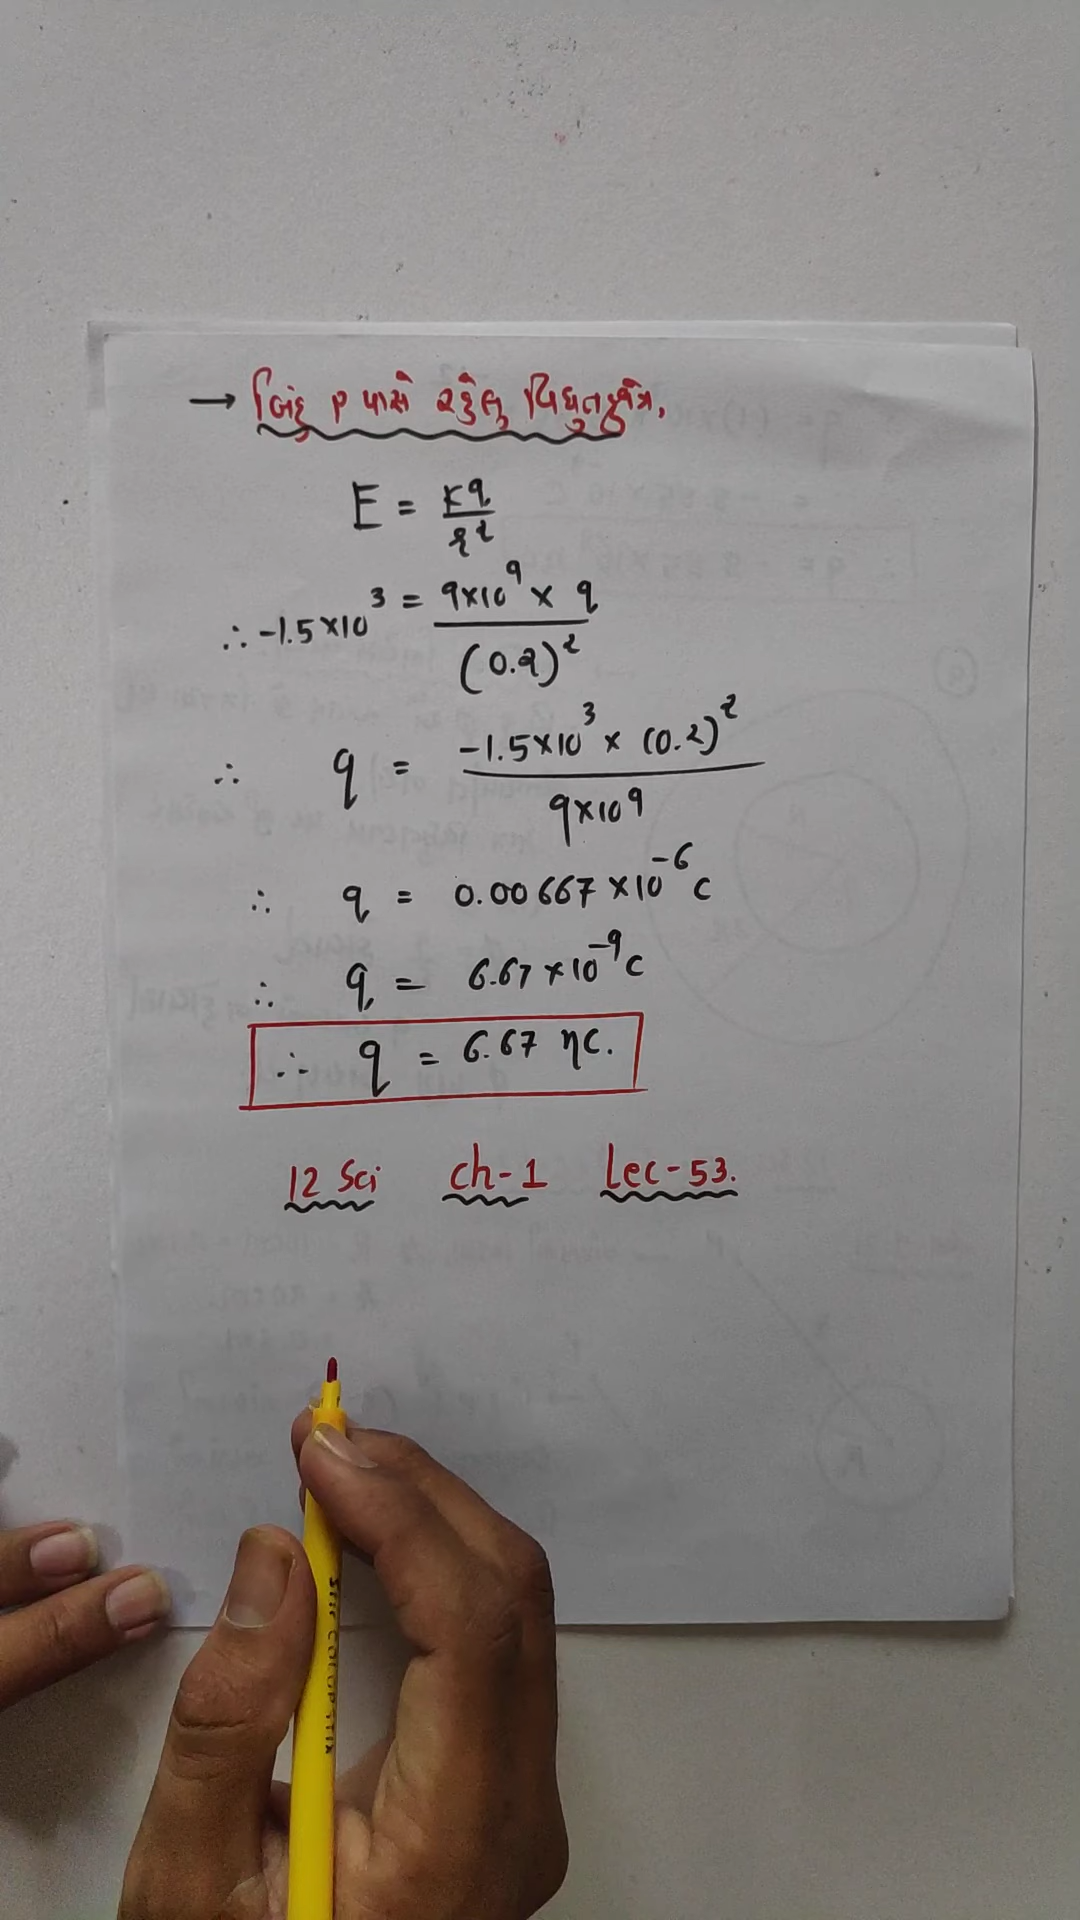 → બિંદુ P પાસે રહેલુ વિધુતક્ષેત્ર,
E = Kq / r²
∴ -1.5×10³ = 9×10⁹ × q / (0.2)²
∴ q = -1.5×10³ × (0.2)² / 9×10⁹
∴ q = 0.00667 ×10⁻⁶ C
∴ q = 6.67 ×10⁻⁹ C
∴ q = 6.67 ηC.
12 Sci ch-1 Lec-53.